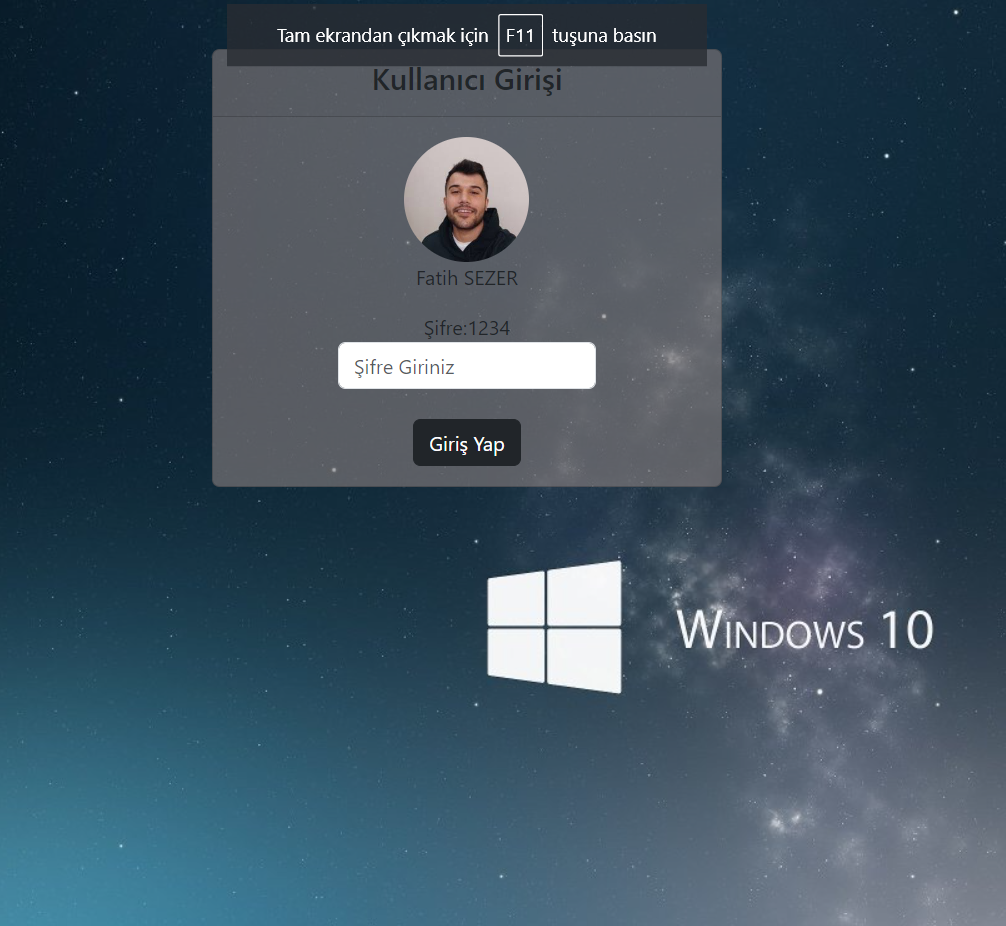 Tam ekrandan çıkmak için F11 tuşuna basın
Kullanıcı Girişi
Fatih SEZER
Şifre:1234
Şifre Giriniz
Giriş Yap
WINDOWS 10